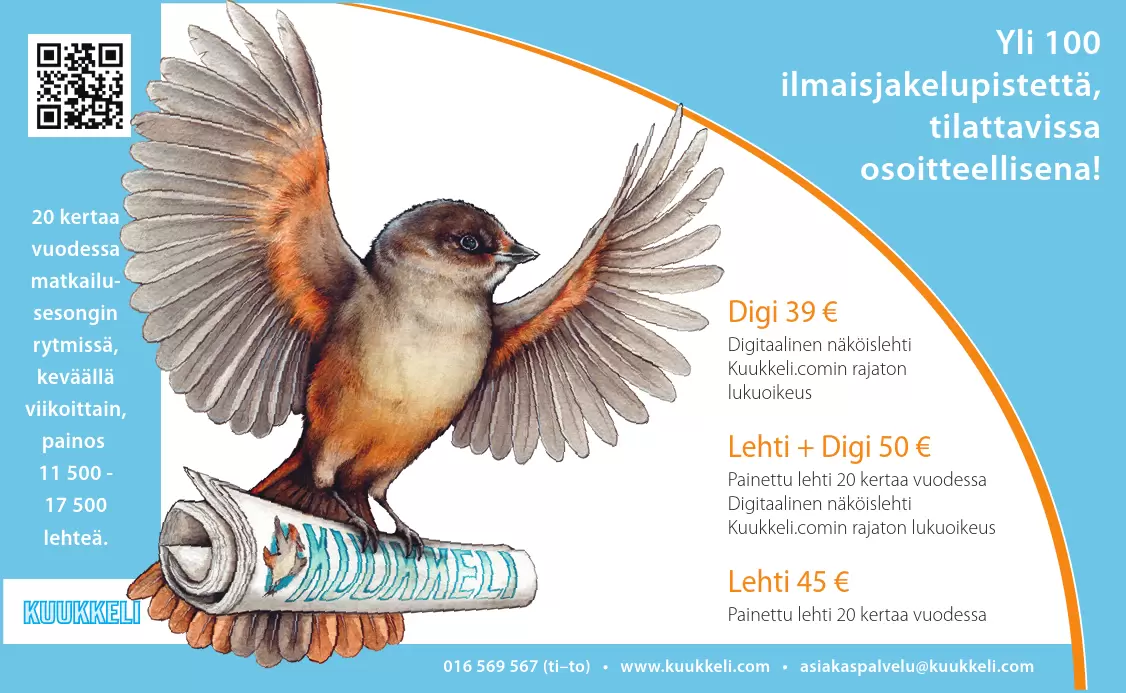 Yli 100
ilmaisjakelupistettä,
tilattavissa
osoitteellisena!
20 kertaa
vuodessa
matkailu-
sesongin
rytmissä,
keväällä
viikoittain,
painos
11 500 -
17 500
lehteä.
Digi 39 €
Digitaalinen näköislehti
Kuukkeli.comin rajaton
lukuoikeus
Lehti + Digi 50 €
Painettu lehti 20 kertaa vuodessa
Digitaalinen näköislehti
Kuukkeli.comin rajaton lukuoikeus
Lehti 45 €
Painettu lehti 20 kertaa vuodessa
KUUKKELI
KUUKKELI
016 569 567 (ti–to) • www.kuukkeli.com • asiakaspalvelu@kuukkeli.com